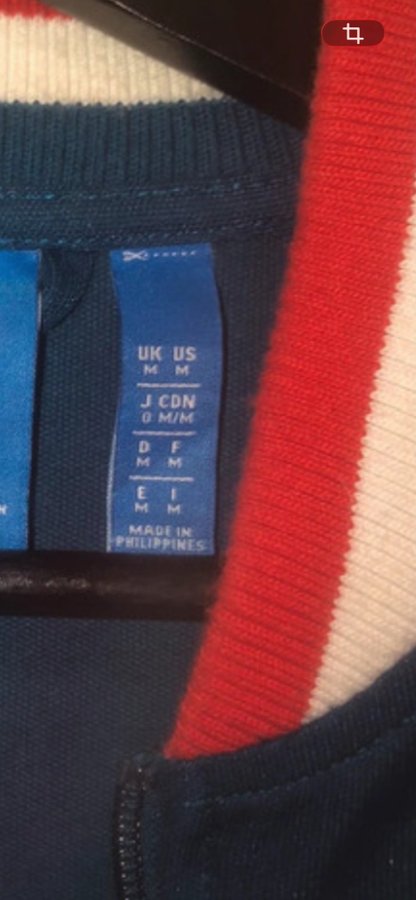 UK US
M M
J CDN
O M/M
D F
M M
E I
M M
MADE IN
PHILIPPINES